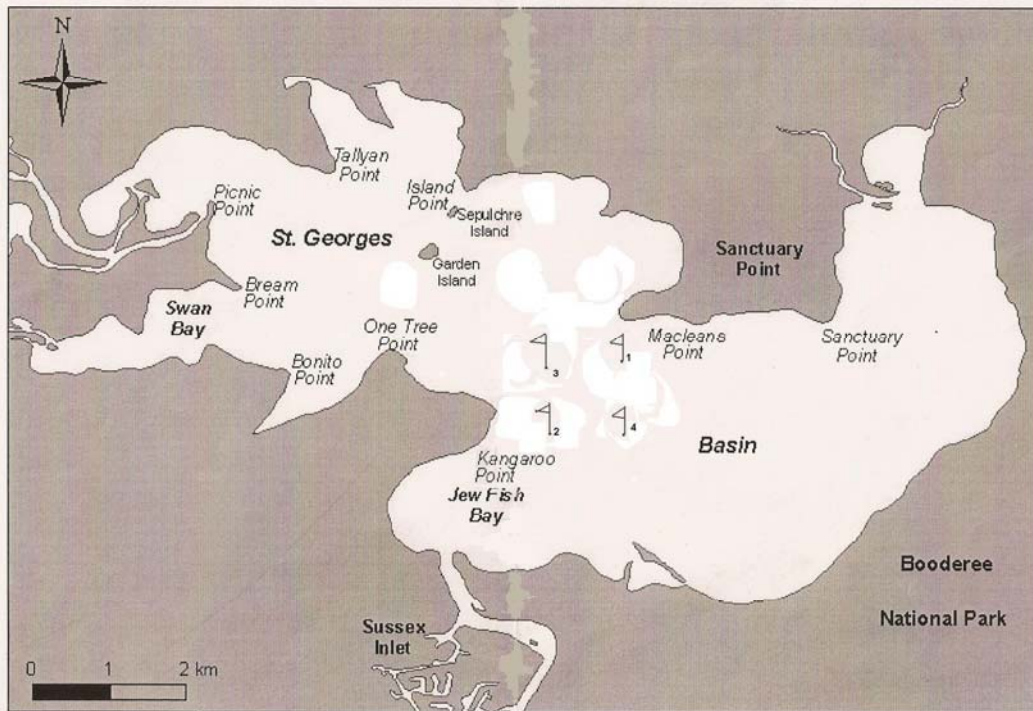 N
Tallyan
Point
Picnic
Point
Island
Point
Sepulchre
Island
St. Georges
Garden
Island
Sanctuary
Point
Bream
Point
Swan
Bay
One Tree
Point
Macleans
Point
Sanctuary
Point
Bonito
Point
3
1
2
4
Basin
Kangaroo
Point
Jew Fish
Bay
Booderee
National Park
Sussex
Inlet
0 1 2 km